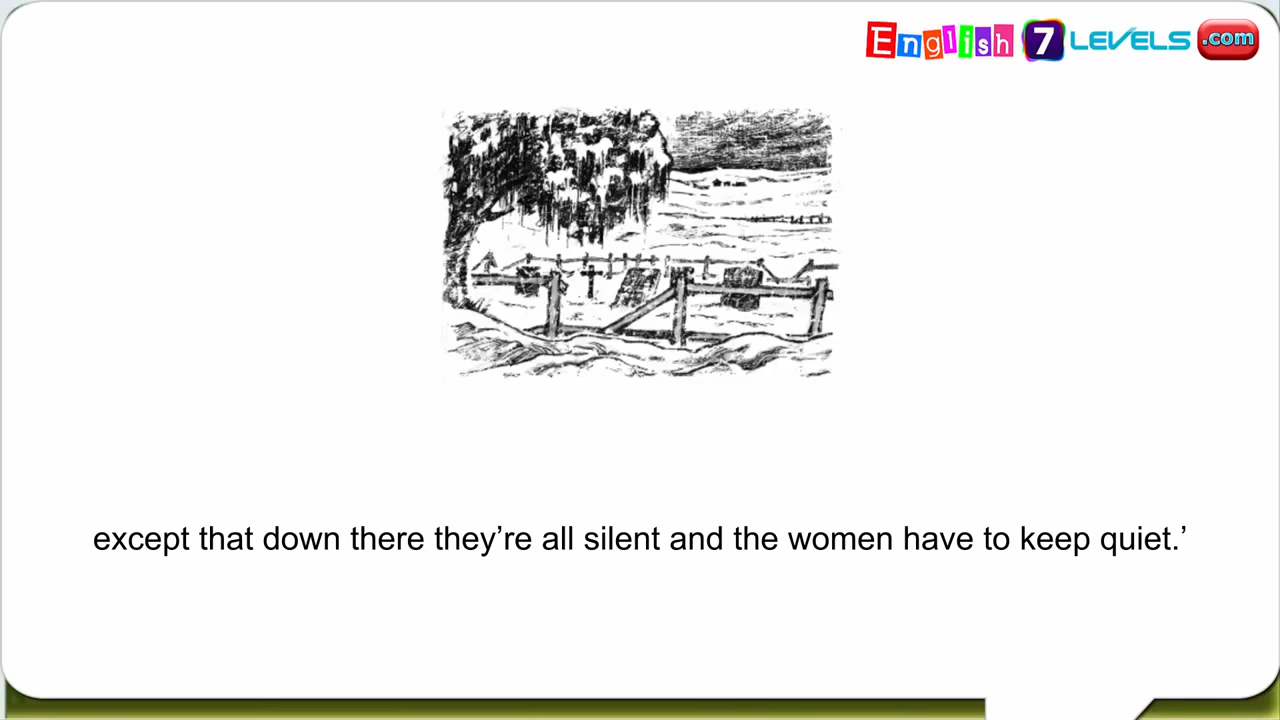 English 7 LEVELS .com
except that down there they’re all silent and the women have to keep quiet.’